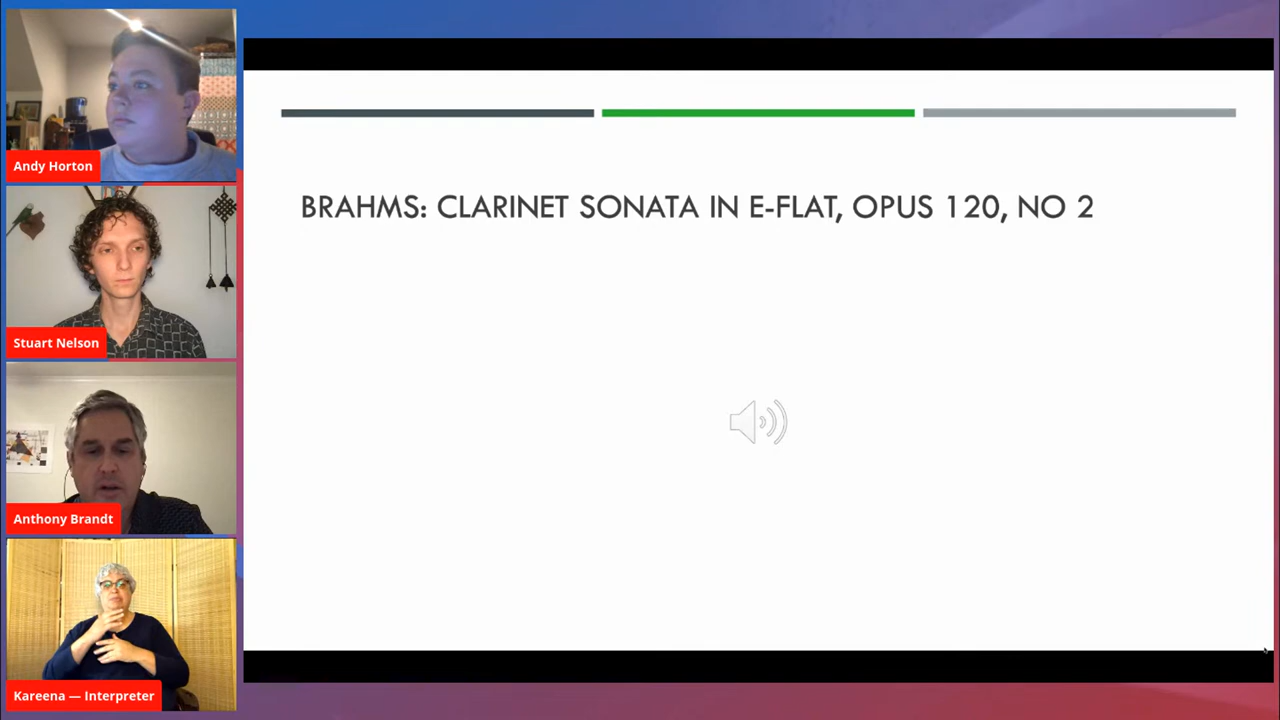 Andy Horton
Stuart Nelson
Anthony Brandt
Kareena — Interpreter
BRAHMS: CLARINET SONATA IN E-FLAT, OPUS 120, NO 2